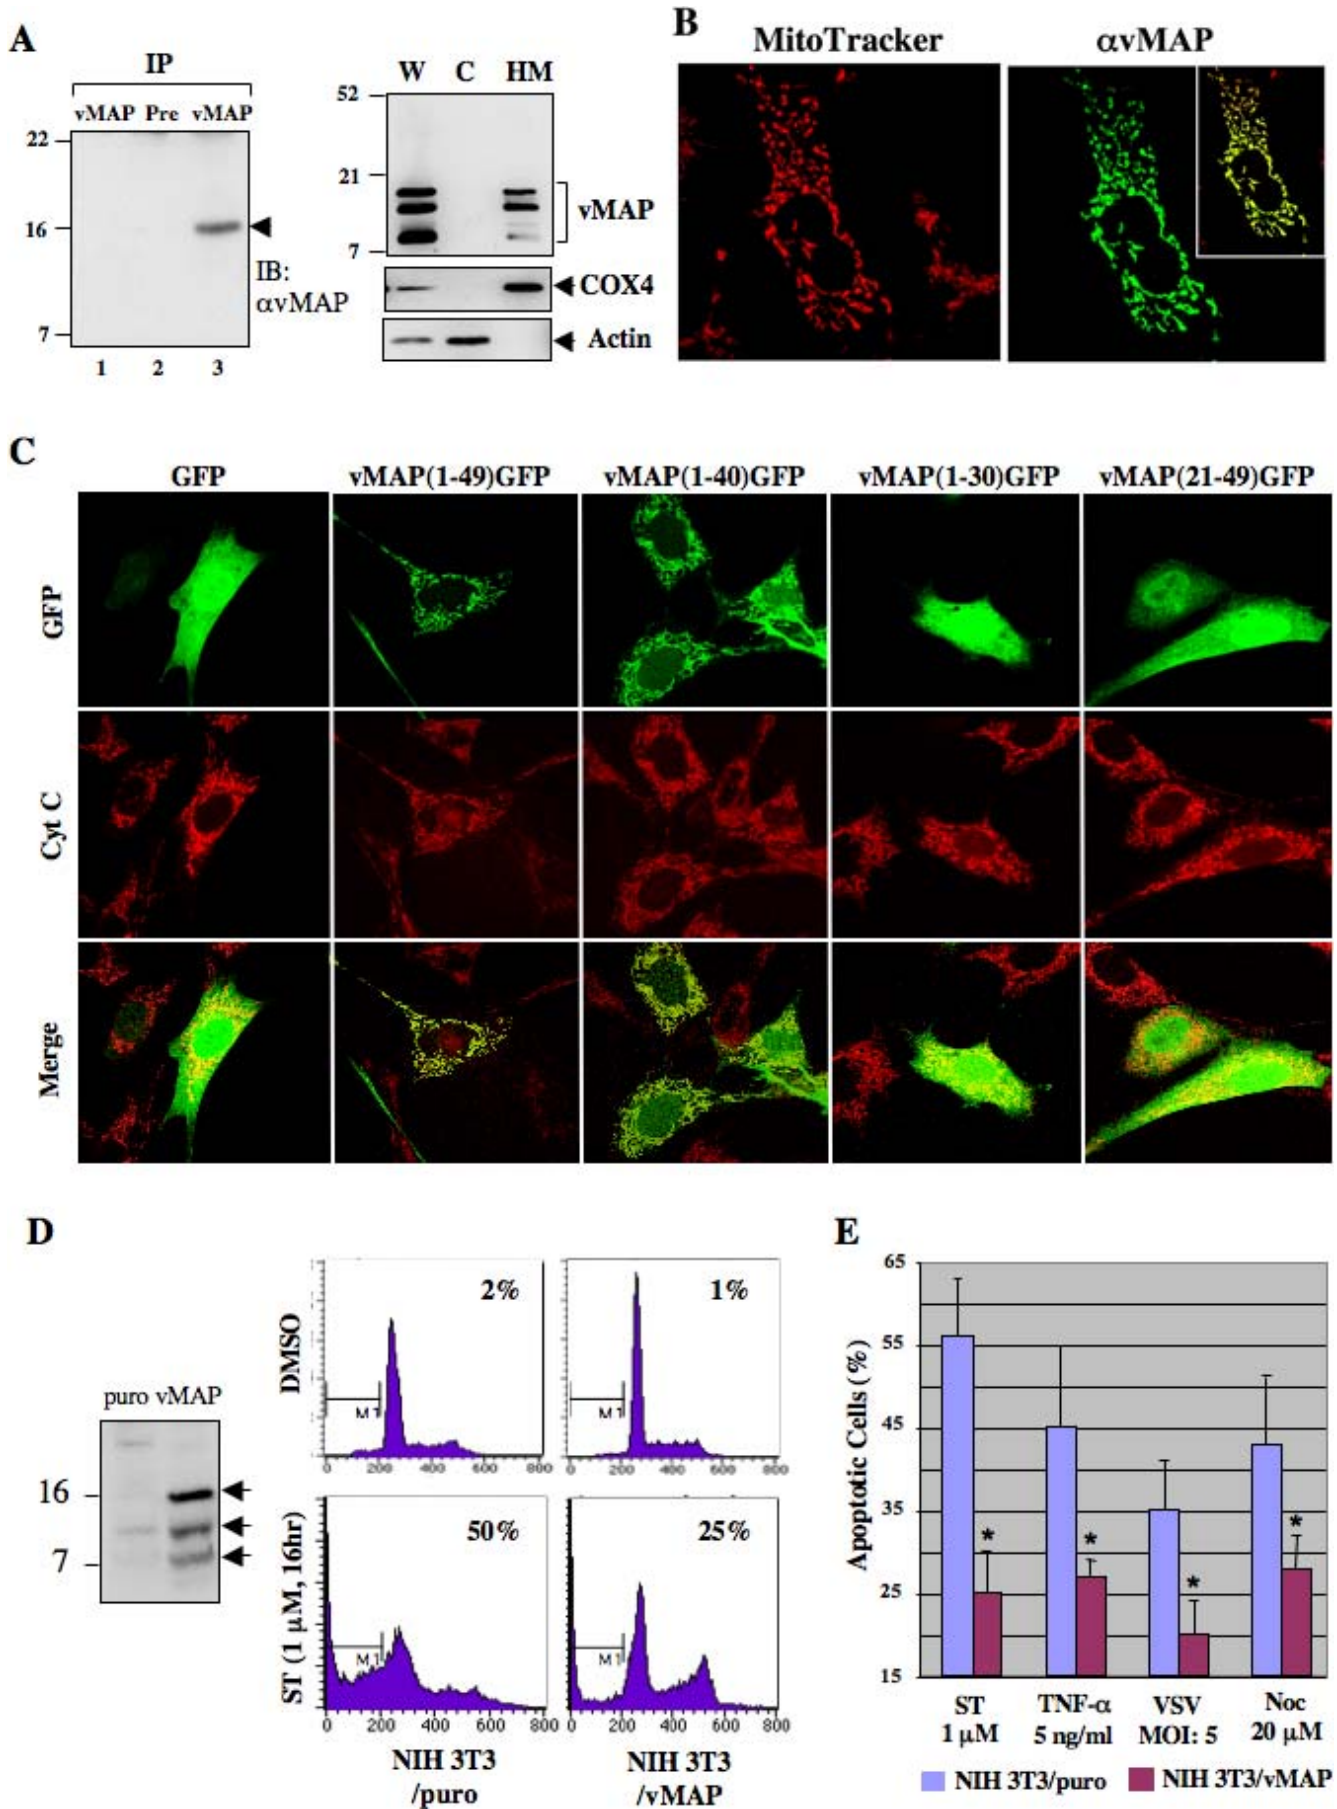 A
IP
vMAP Pre vMAP
22
16
7
IB:
αvMAP
1 2 3
W C HM
52
21
7
vMAP
COX4
Actin
B
MitoTracker αvMAP
C
GFP vMAP(1-49)GFP vMAP(1-40)GFP vMAP(1-30)GFP vMAP(21-49)GFP
GFP
Cyt C
Merge
D
puro vMAP
16
7
DMSO
2%
M1
0 200 400 600 800
1%
M1
0 200 400 600 800
ST (1 μM, 16hr)
50%
M1
0 200 400 600 800
25%
M1
0 200 400 600 800
NIH 3T3
/puro
NIH 3T3
/vMAP
E
Apoptotic Cells (%)
65
55
45
35
25
15
* * * *
ST
1 μM
TNF-α
5 ng/ml
VSV
MOI: 5
Noc
20 μM
NIH 3T3/puro NIH 3T3/vMAP